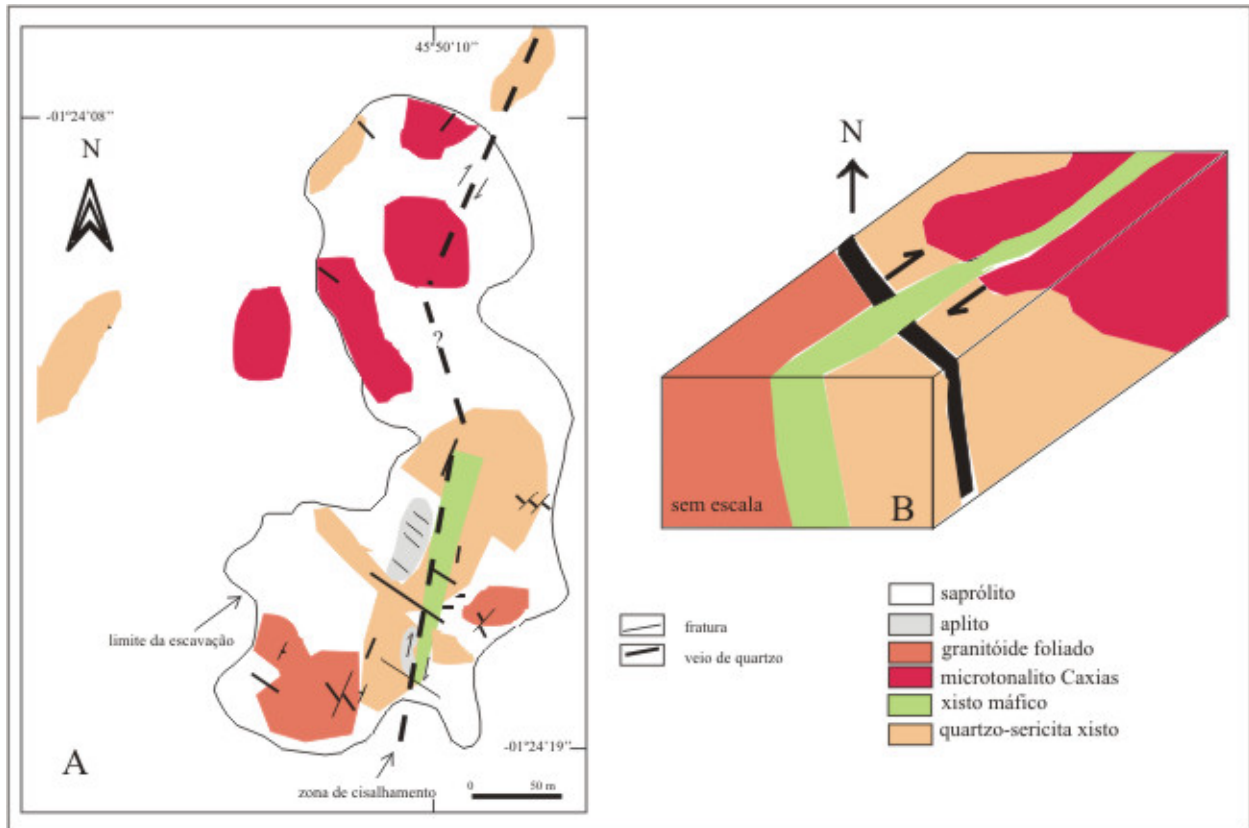 45°50'10''
-01°24'08''
N
?
limite da escavação
-01°24'19''
A
zona de cisalhamento
0 50 m
N
sem escala
B
fratura
veio de quartzo
saprólito
aplito
granitóide foliado
microtonalito Caxias
xisto máfico
quartzo-sericita xisto